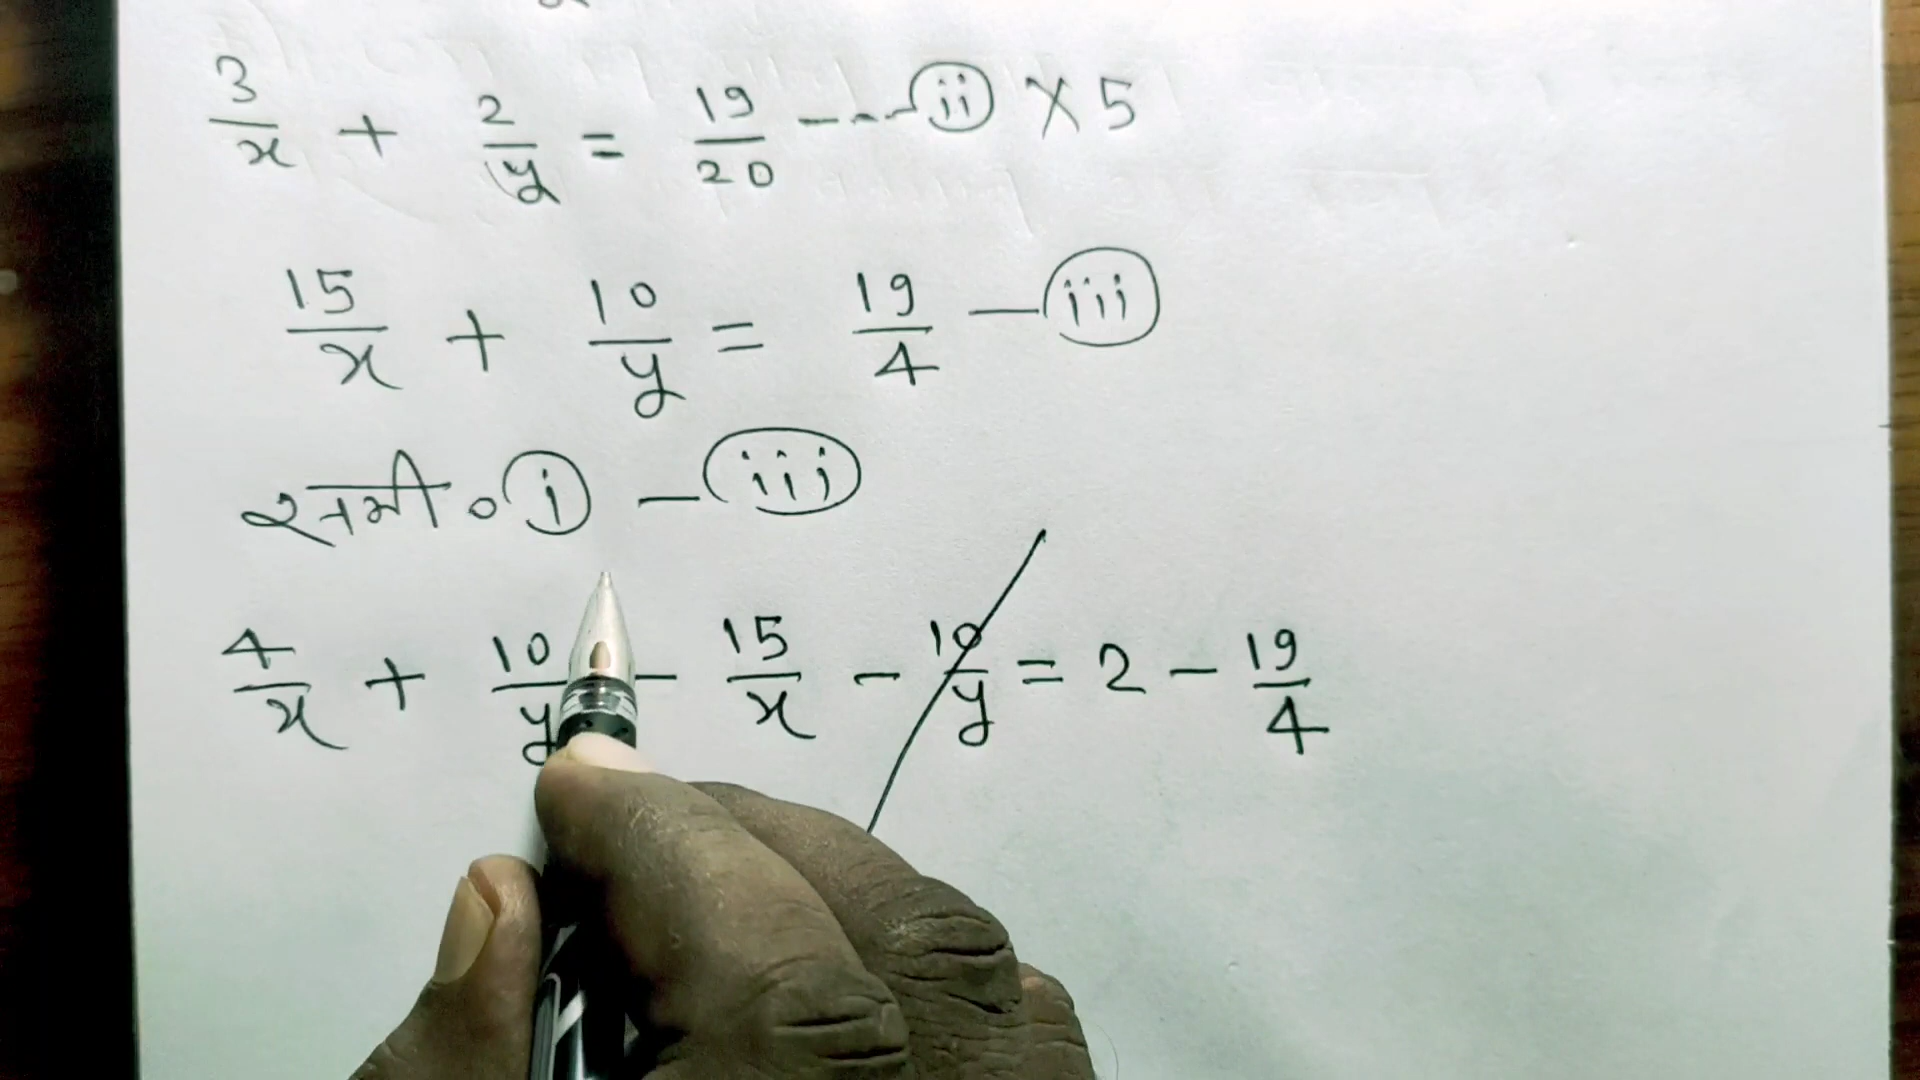 3/x + 2/y = 19/20 ----(ii) × 5
15/x + 10/y = 19/4 —(iii)
समी० (i) – (iii)
4/x + 10/y – 15/x – 10/y = 2 – 19/4